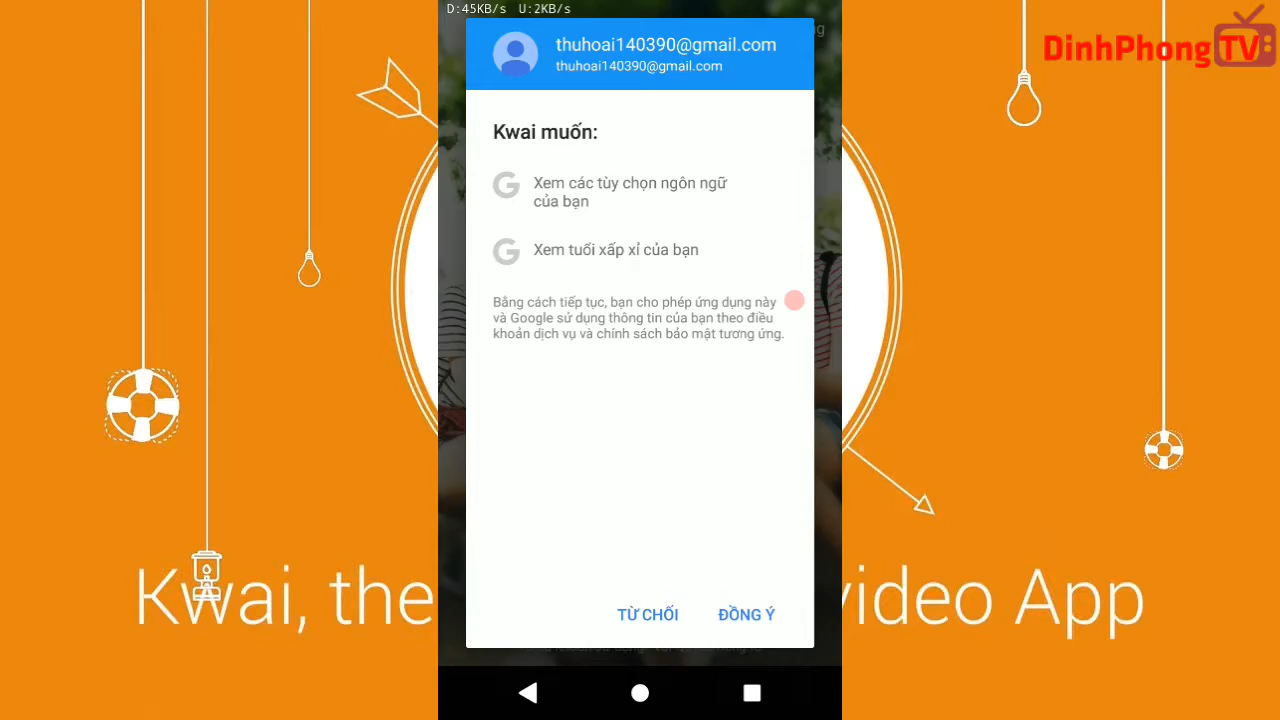 D:45KB/s U:2KB/s
DinhPhong TV
thuhoai140390@gmail.com
thuhoai140390@gmail.com
Kwai muốn:
Xem các tùy chọn ngôn ngữ
của bạn
Xem tuổi xấp xỉ của bạn
Bằng cách tiếp tục, bạn cho phép ứng dụng này
và Google sử dụng thông tin của bạn theo điều
khoản dịch vụ và chính sách bảo mật tương ứng.
Kwai, the video App
TỪ CHỐI ĐỒNG Ý